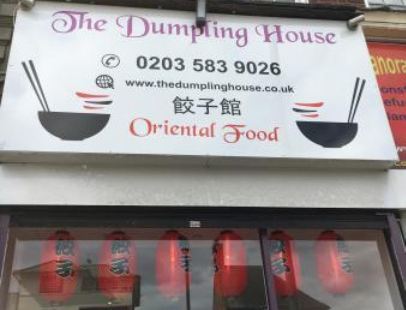 The Dumpling House
0203 583 9026
www.thedumplinghouse.co.uk
餃子館
Oriental Food